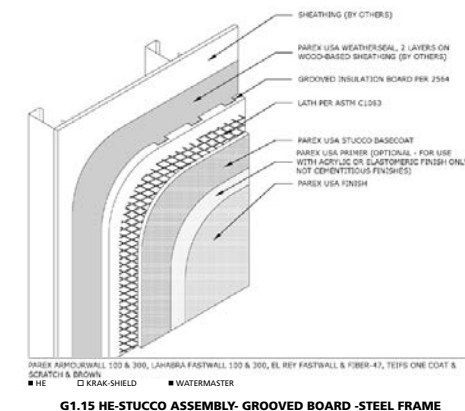 SHEATHING (BY OTHERS)
PAREX USA WEATHERSEAL, 2 LAYERS ON
WOOD-BASED SHEATHING (BY OTHERS)
GROOVED INSULATION BOARD PER 2564
LATH PER ASTM C1063
PAREX USA STUCCO BASECOAT
PAREX USA PRIMER (OPTIONAL - FOR USE
WITH ACRYLIC OR ELASTOMERIC FINISH ONL
NOT CEMENTITIOUS FINISHES)
PAREX USA FINISH
PAREX ARMOURWALL 100 & 300, LAHABRA FASTWALL 100 & 300, EL REY FASTWALL & FIBER-47, TEIFS ONE COAT &
SCRATCH & BROWN
■ HE □ KRAK-SHIELD ■ WATERMASTER
G1.15 HE-STUCCO ASSEMBLY- GROOVED BOARD -STEEL FRAME